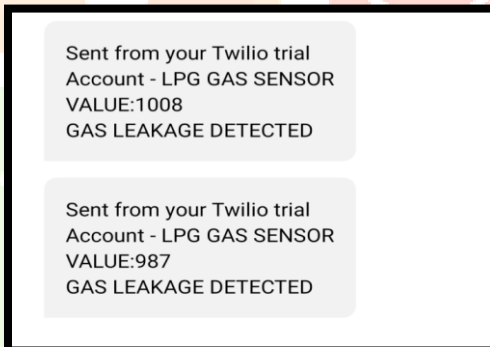 Sent from your Twilio trial
Account - LPG GAS SENSOR
VALUE:1008
GAS LEAKAGE DETECTED
Sent from your Twilio trial
Account - LPG GAS SENSOR
VALUE:987
GAS LEAKAGE DETECTED